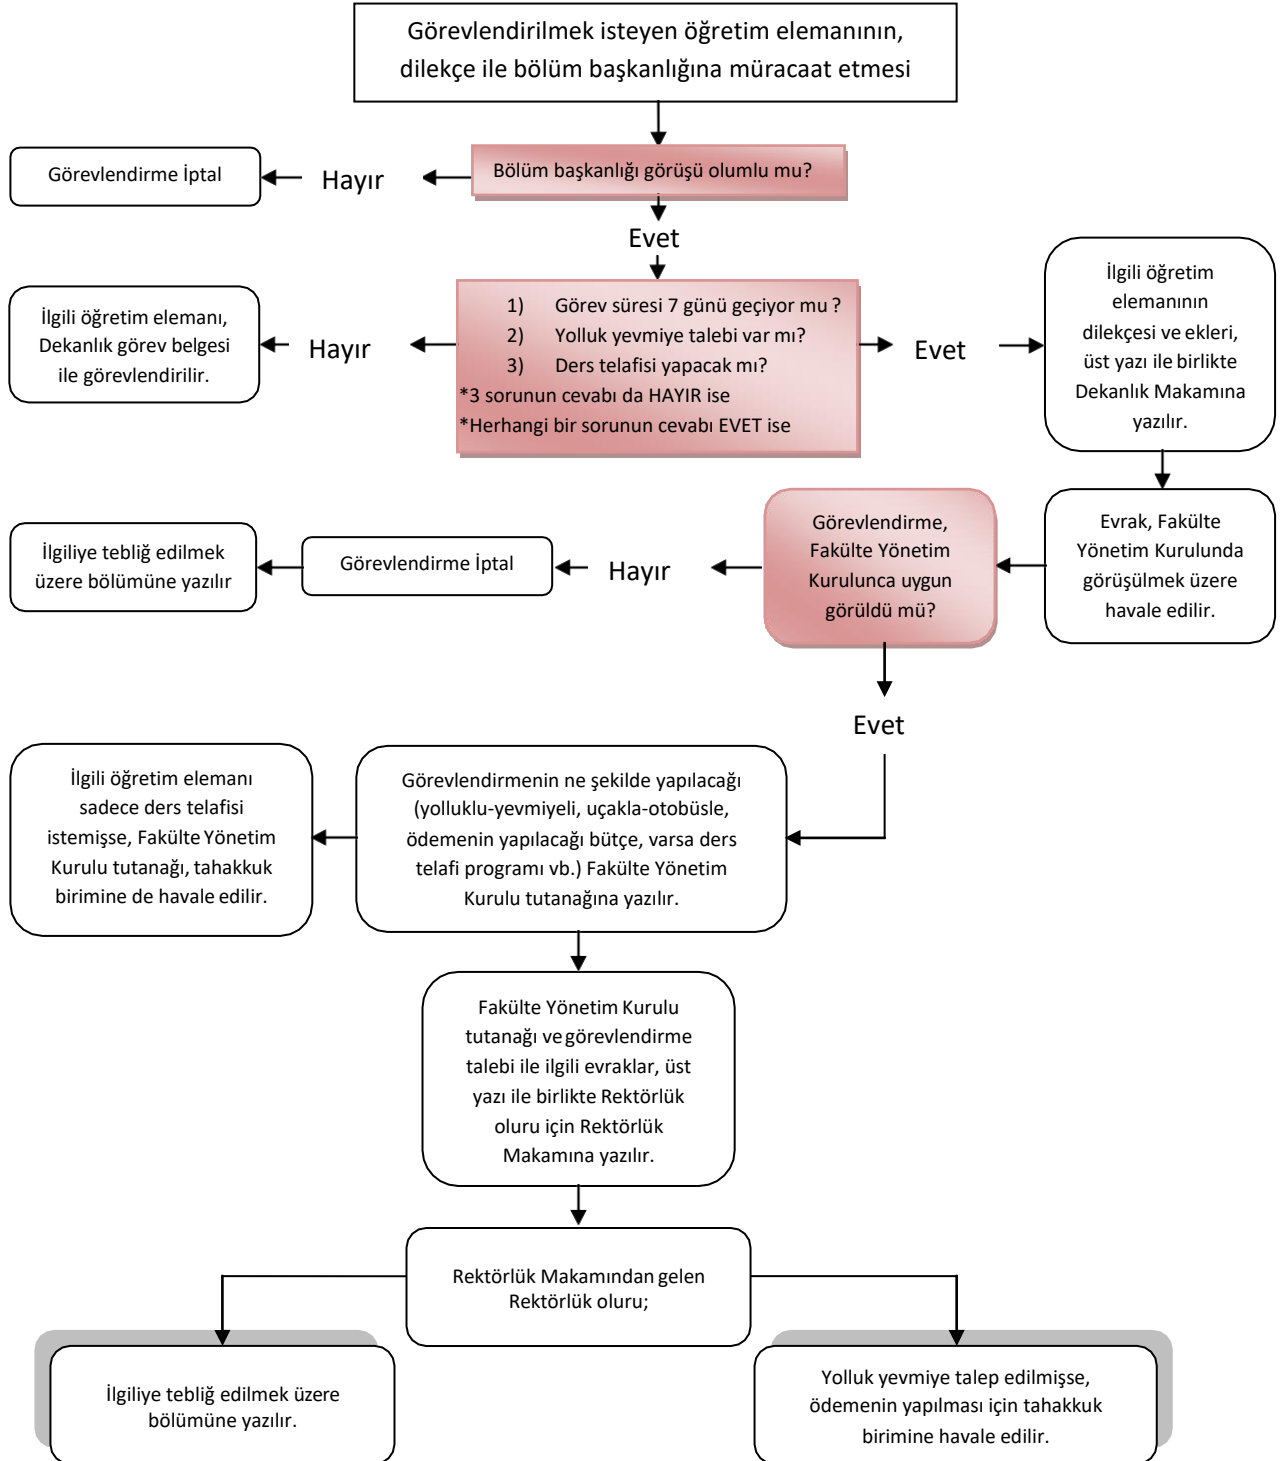 Görevlendirilmek isteyen öğretim elemanının,
dilekçe ile bölüm başkanlığına müracaat etmesi
Bölüm başkanlığı görüşü olumlu mu?
Hayır
Görevlendirme İptal
Evet
1) Görev süresi 7 günü geçiyor mu ?
2) Yolluk yevmiye talebi var mı?
3) Ders telafisi yapacak mı?
*3 sorunun cevabı da HAYIR ise
*Herhangi bir sorunun cevabı EVET ise
Hayır
İlgili öğretim elemanı,
Dekanlık görev belgesi
ile görevlendirilir.
Evet
İlgili öğretim
elemanının
dilekçesi ve ekleri,
üst yazı ile birlikte
Dekanlık Makamına
yazılır.
Evrak, Fakülte
Yönetim Kurulunda
görüşülmek üzere
havale edilir.
Görevlendirme,
Fakülte Yönetim
Kurulunca uygun
görüldü mü?
Hayır
Görevlendirme İptal
İlgiliye tebliğ edilmek
üzere bölümüne yazılır
Evet
Görevlendirmenin ne şekilde yapılacağı
(yolluklu-yevmiyeli, uçakla-otobüsle,
ödemenin yapılacağı bütçe, varsa ders
telafi programı vb.) Fakülte Yönetim
Kurulu tutanağına yazılır.
İlgili öğretim elemanı
sadece ders telafisi
istemişse, Fakülte Yönetim
Kurulu tutanağı, tahakkuk
birimine de havale edilir.
Fakülte Yönetim Kurulu
tutanağı ve görevlendirme
talebi ile ilgili evraklar, üst
yazı ile birlikte Rektörlük
oluru için Rektörlük
Makamına yazılır.
Rektörlük Makamından gelen
Rektörlük oluru;
İlgiliye tebliğ edilmek üzere
bölümüne yazılır.
Yolluk yevmiye talep edilmişse,
ödemenin yapılması için tahakkuk
birimine havale edilir.